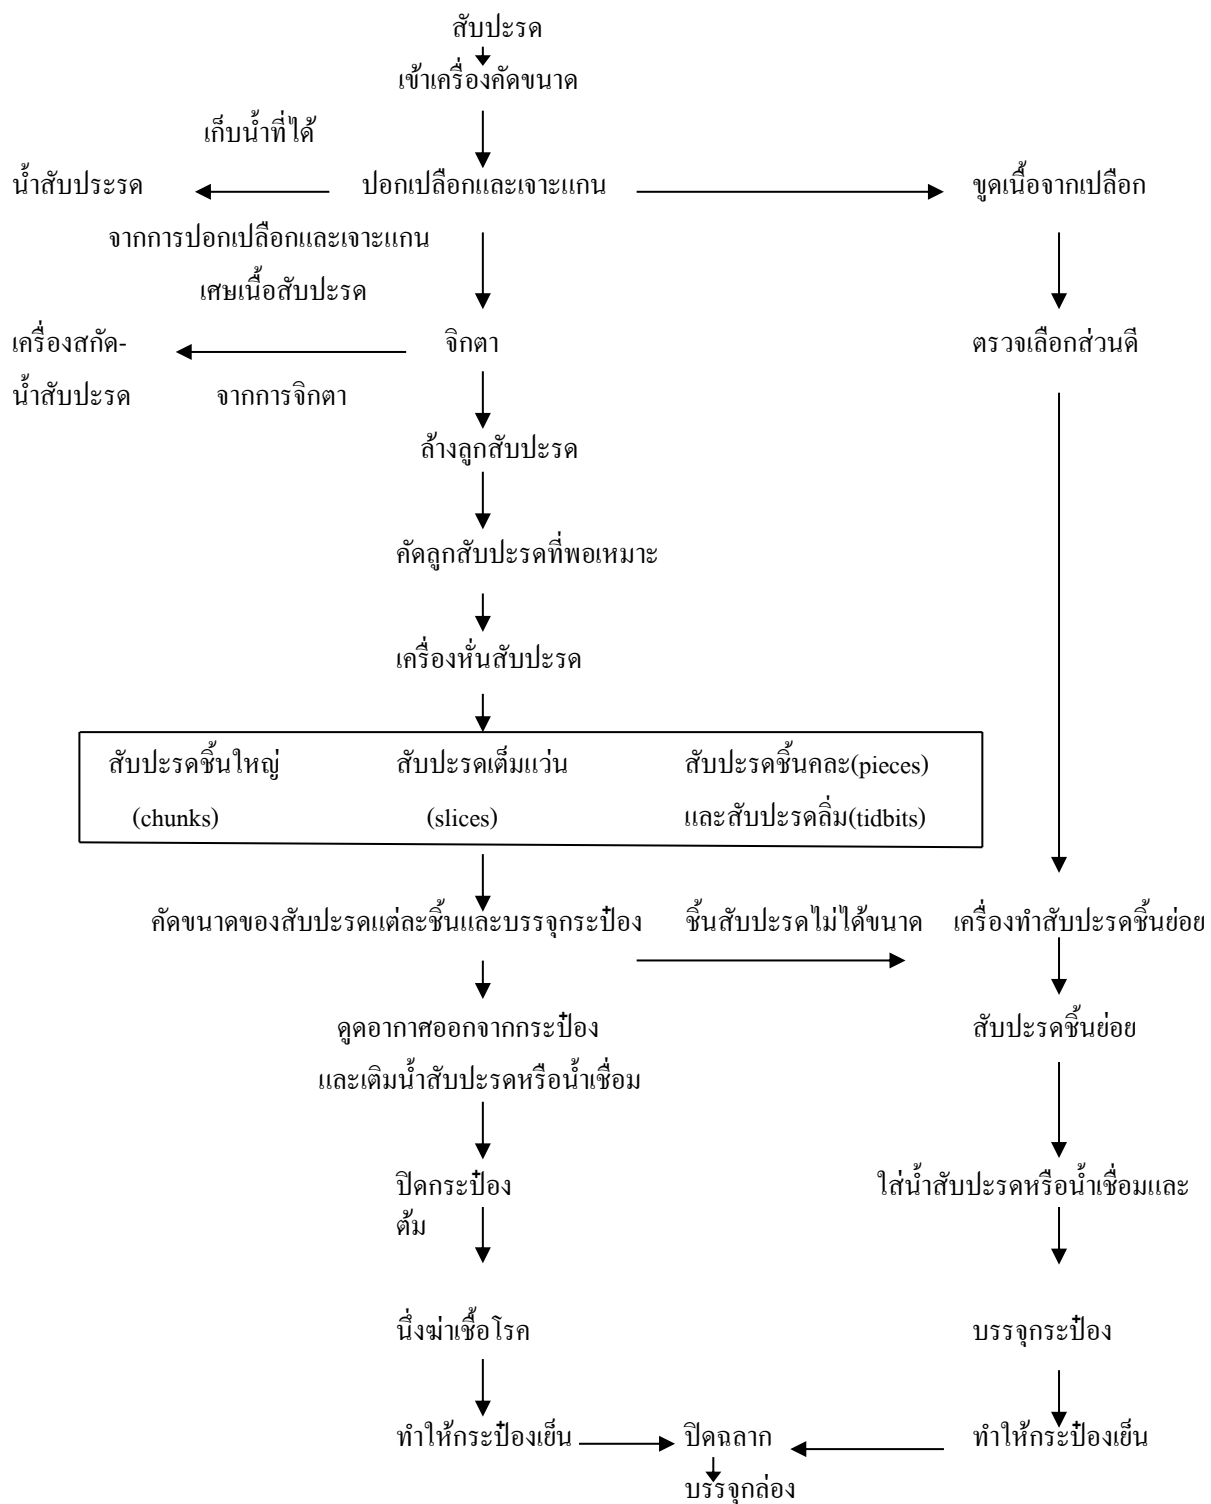 สับปะรด
เข้าเครื่องคัดขนาด
เก็บน้ำที่ได้
น้ำสับประรด ปอกเปลือกและเจาะแกน ขูดเนื้อจากเปลือก
จากการปอกเปลือกและเจาะแกน
เศษเนื้อสับปะรด
เครื่องสกัด- จิกตา ตรวจเลือกส่วนดี
น้ำสับปะรด จากการจิกตา
ล้างลูกสับปะรด
คัดลูกสับปะรดที่พอเหมาะ
เครื่องหั่นสับปะรด
สับปะรดชิ้นใหญ่ สับปะรดเต็มแว่น สับปะรดชิ้นคละ(pieces)
(chunks) (slices) และสับปะรดลิ่ม(tidbits)
คัดขนาดของสับปะรดแต่ละชิ้นและบรรจุกระป๋อง ชิ้นสับปะรดไม่ได้ขนาด เครื่องทำสับปะรดชิ้นย่อย
ดูดอากาศออกจากกระป๋อง สับปะรดชิ้นย่อย
และเติมน้ำสับปะรดหรือน้ำเชื่อม
ปิดกระป๋อง ใส่น้ำสับปะรดหรือน้ำเชื่อมและ
ต้ม
นึ่งฆ่าเชื้อโรค บรรจุกระป๋อง
ทำให้กระป๋องเย็น ปิดฉลาก ทำให้กระป๋องเย็น
บรรจุกล่อง